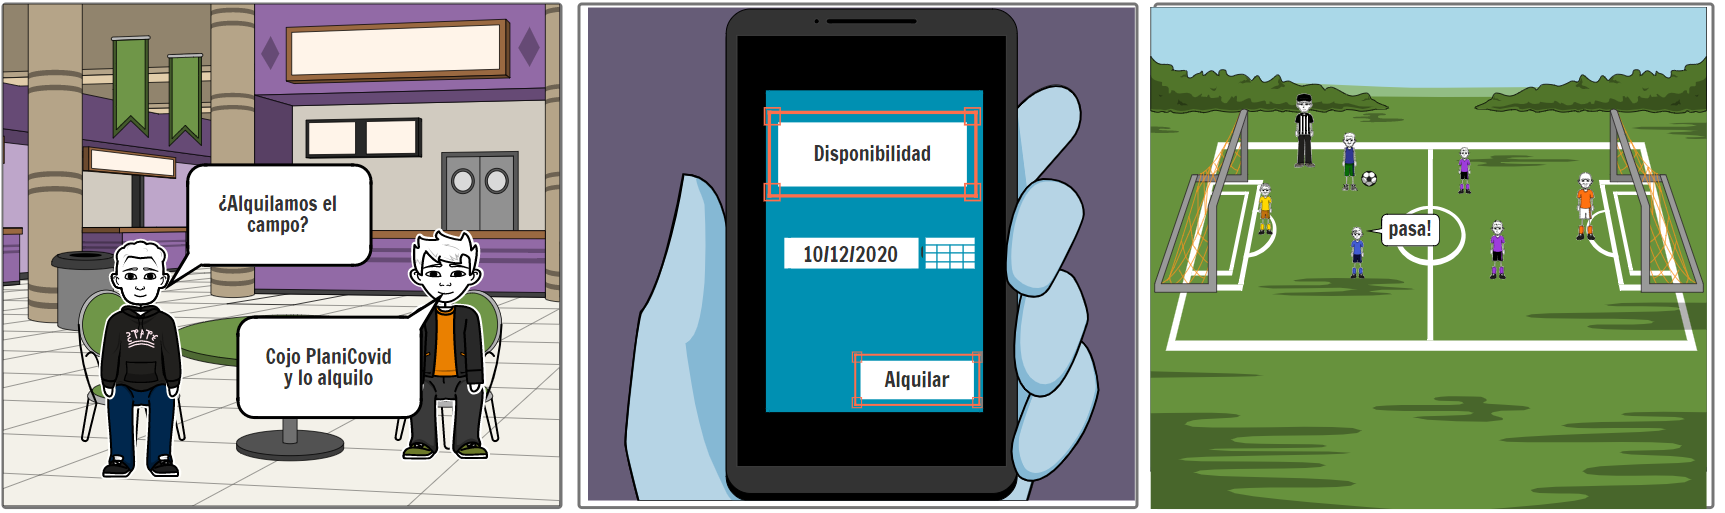 ¿Alquilamos el
campo?
Cojo PlaniCovid
y lo alquilo
Disponibilidad
10/12/2020
Alquilar
pasa!